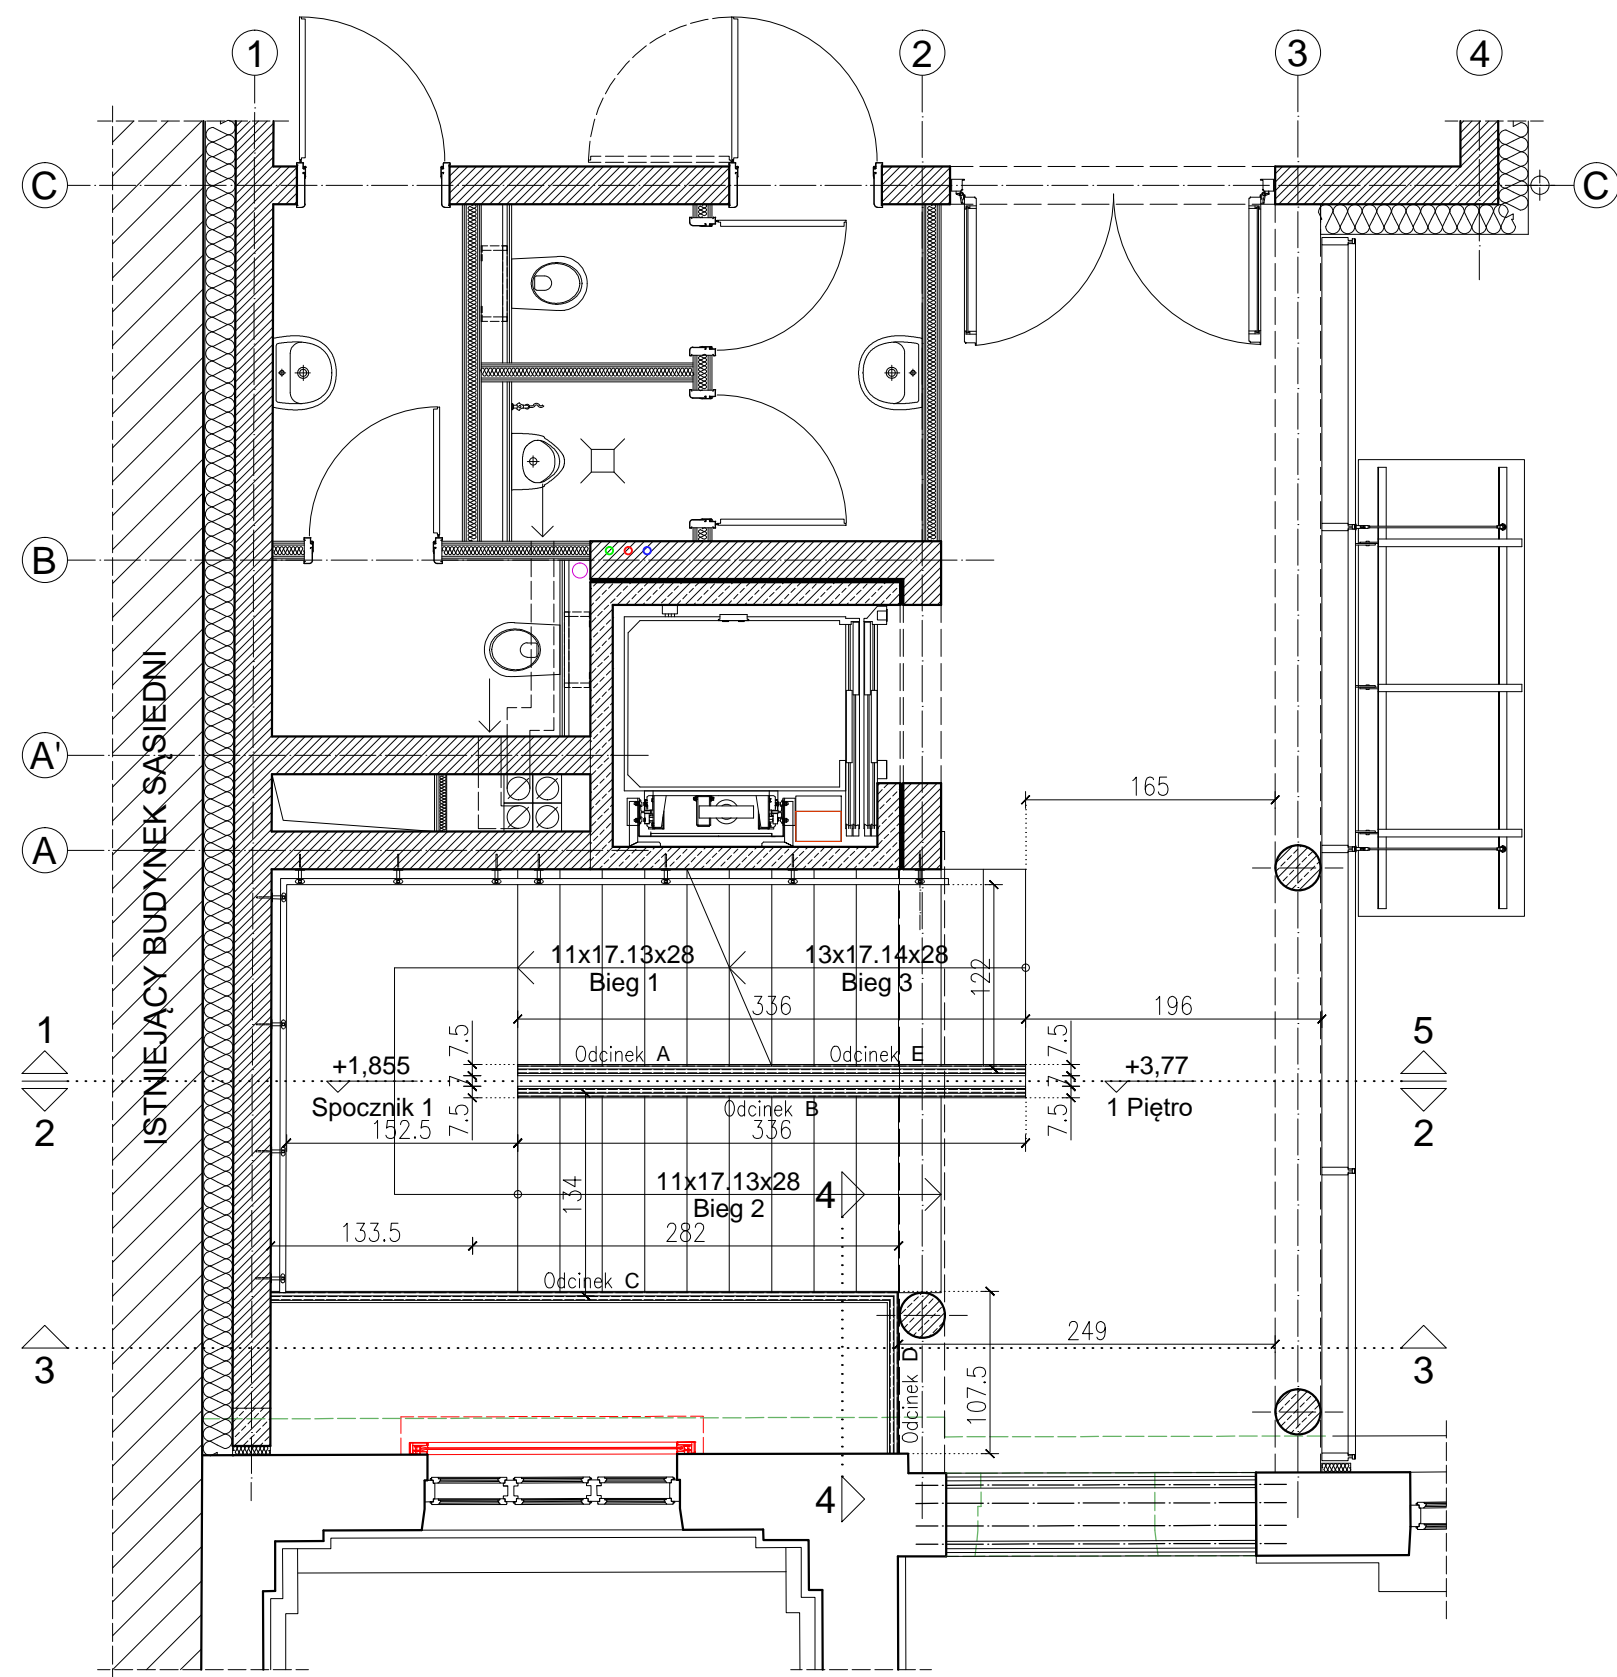 1
2
3
4
C
C
B
A'
A
ISTNIEJĄCY BUDYNEK SĄSIEDNI
165
11x17.13x28
Bieg 1
13x17.14x28
Bieg 3
122
336
196
1
2
5
2
7.5
7
7.5
7.5
7
7.5
Odcinek A
Odcinek E
+1,855
Spocznik 1
+3,77
1 Piętro
Odcinek B
152.5
336
134
11x17.13x28
Bieg 2
4
133.5
282
Odcinek C
3
3
249
Odcinek D
107.5
4